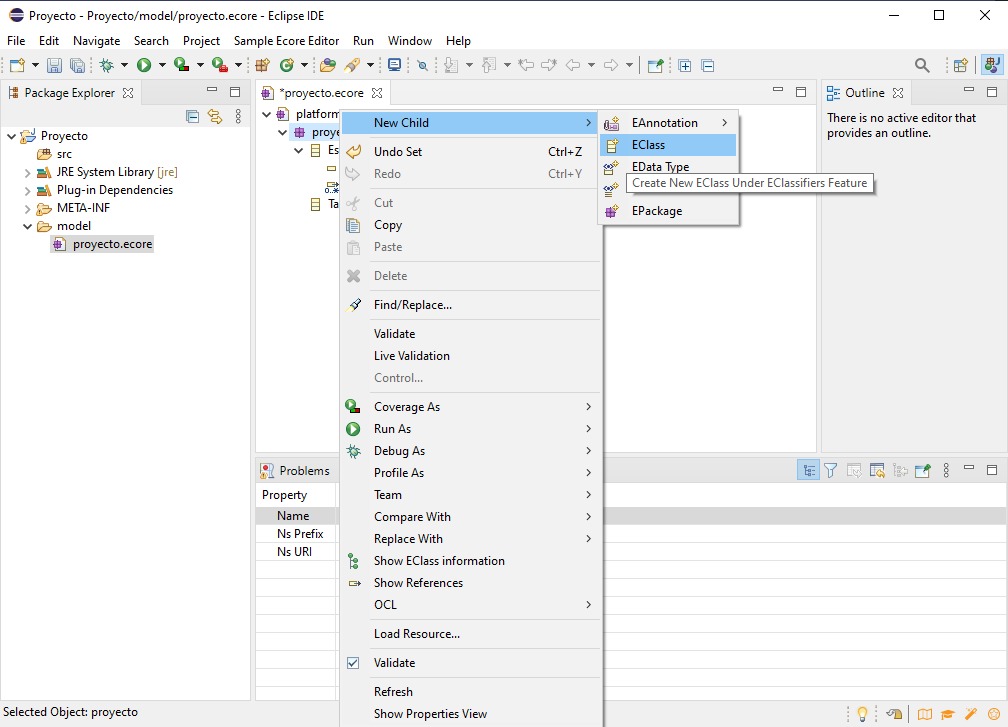 Proyecto - Proyecto/model/proyecto.ecore - Eclipse IDE
File Edit Navigate Search Project Sample Ecore Editor Run Window Help
Package Explorer
Proyecto
src
JRE System Library [jre]
Plug-in Dependencies
META-INF
model
proyecto.ecore
*proyecto.ecore
platform
proye
Es
Ta
New Child
Undo Set Ctrl+Z
Redo Ctrl+Y
Cut
Copy
Paste
Delete
Find/Replace...
Validate
Live Validation
Control...
Coverage As
Run As
Debug As
Profile As
Team
Compare With
Replace With
Show EClass information
Show References
OCL
Load Resource...
Validate
Refresh
Show Properties View
EAnnotation
EClass
EData Type
Create New EClass Under EClassifiers Feature
EPackage
Outline
There is no active editor that
provides an outline.
Problems
Property
Name
Ns Prefix
Ns URI
Selected Object: proyecto